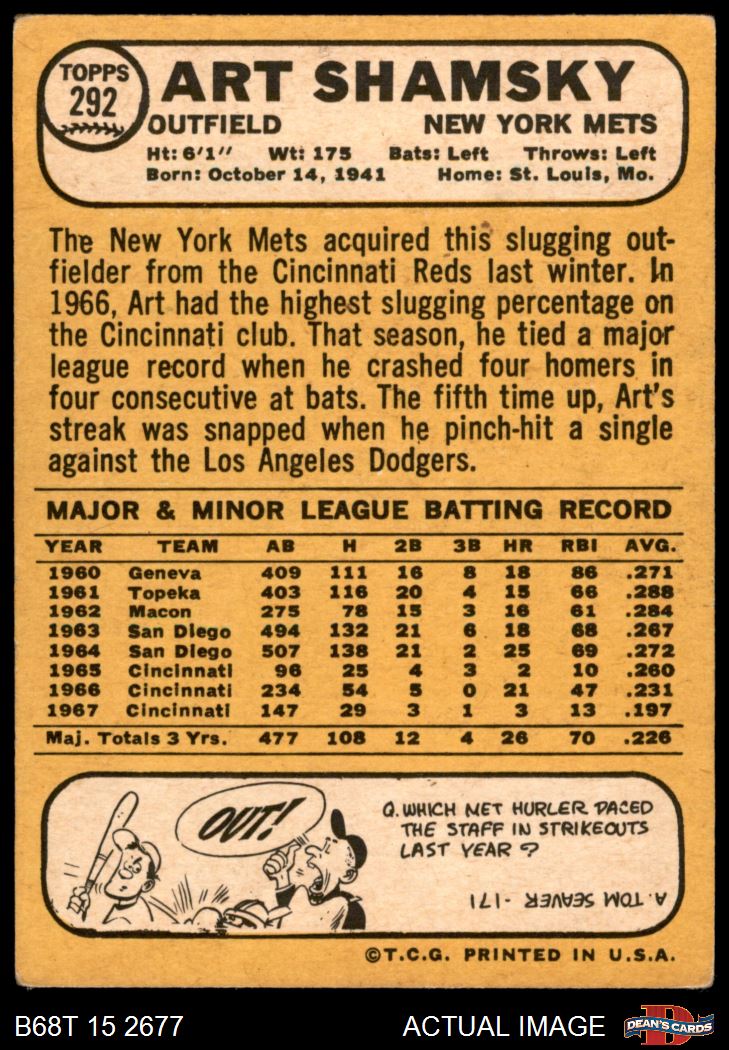 TOPPS
292
ART SHAMSKY
OUTFIELD NEW YORK METS
Ht: 6'1" Wt: 175 Bats: Left Throws: Left
Born: October 14, 1941 Home: St. Louis, Mo.
The New York Mets acquired this slugging out-
fielder from the Cincinnati Reds last winter. In
1966, Art had the highest slugging percentage on
the Cincinnati club. That season, he tied a major
league record when he crashed four homers in
four consecutive at bats. The fifth time up, Art's
streak was snapped when he pinch-hit a single
against the Los Angeles Dodgers.
MAJOR & MINOR LEAGUE BATTING RECORD
YEAR TEAM AB H 2B 3B HR RBI AVG.
1960 Geneva 409 111 16 8 18 86 .271
1961 Topeka 403 116 20 4 15 66 .288
1962 Macon 275 78 15 3 16 61 .284
1963 San Diego 494 132 21 6 18 68 .267
1964 San Diego 507 138 21 2 25 69 .272
1965 Cincinnati 96 25 4 3 2 10 .260
1966 Cincinnati 234 54 5 0 21 47 .231
1967 Cincinnati 147 29 3 1 3 13 .197
Maj. Totals 3 Yrs. 477 108 12 4 26 70 .226
OUT!
Q. WHICH MET HURLER PACED
THE STAFF IN STRIKEOUTS
LAST YEAR?
A. TOM SEAVER - 171
©T.C.G. PRINTED IN U.S.A.
B68T 15 2677 ACTUAL IMAGE
D
DEAN'S CARDS